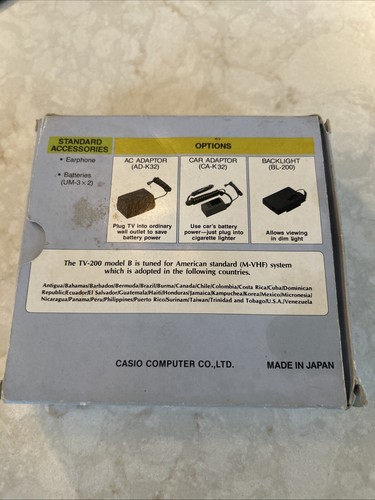 STANDARD
ACCESSORIES
• Earphone
• Batteries
(UM-3×2)
OPTIONS
AC ADAPTOR
(AD-K32)
Plug TV into ordinary
wall outlet to save
battery power
CAR ADAPTOR
(CA-K32)
Use car's battery
power—just plug into
cigarette lighter
BACKLIGHT
(BL-200)
Allows viewing
in dim light
The TV-200 model B is tuned for American standard (M-VHF) system
which is adopted in the following countries.
Antigua/Bahamas/Barbados/Bermuda/Brazil/Burma/Canada/Chile/Colombia/Costa Rica/Cuba/Dominican
Republic/Ecuador/El Salvador/Guatemala/Haiti/Honduras/Jamaica/Kampuchea/Korea/Mexico/Micronesia/
Nicaragua/Panama/Peru/Philippines/Puerto Rico/Surinam/Taiwan/Trinidad and Tobago/U.S.A./Venezuela
CASIO COMPUTER CO.,LTD.
MADE IN JAPAN